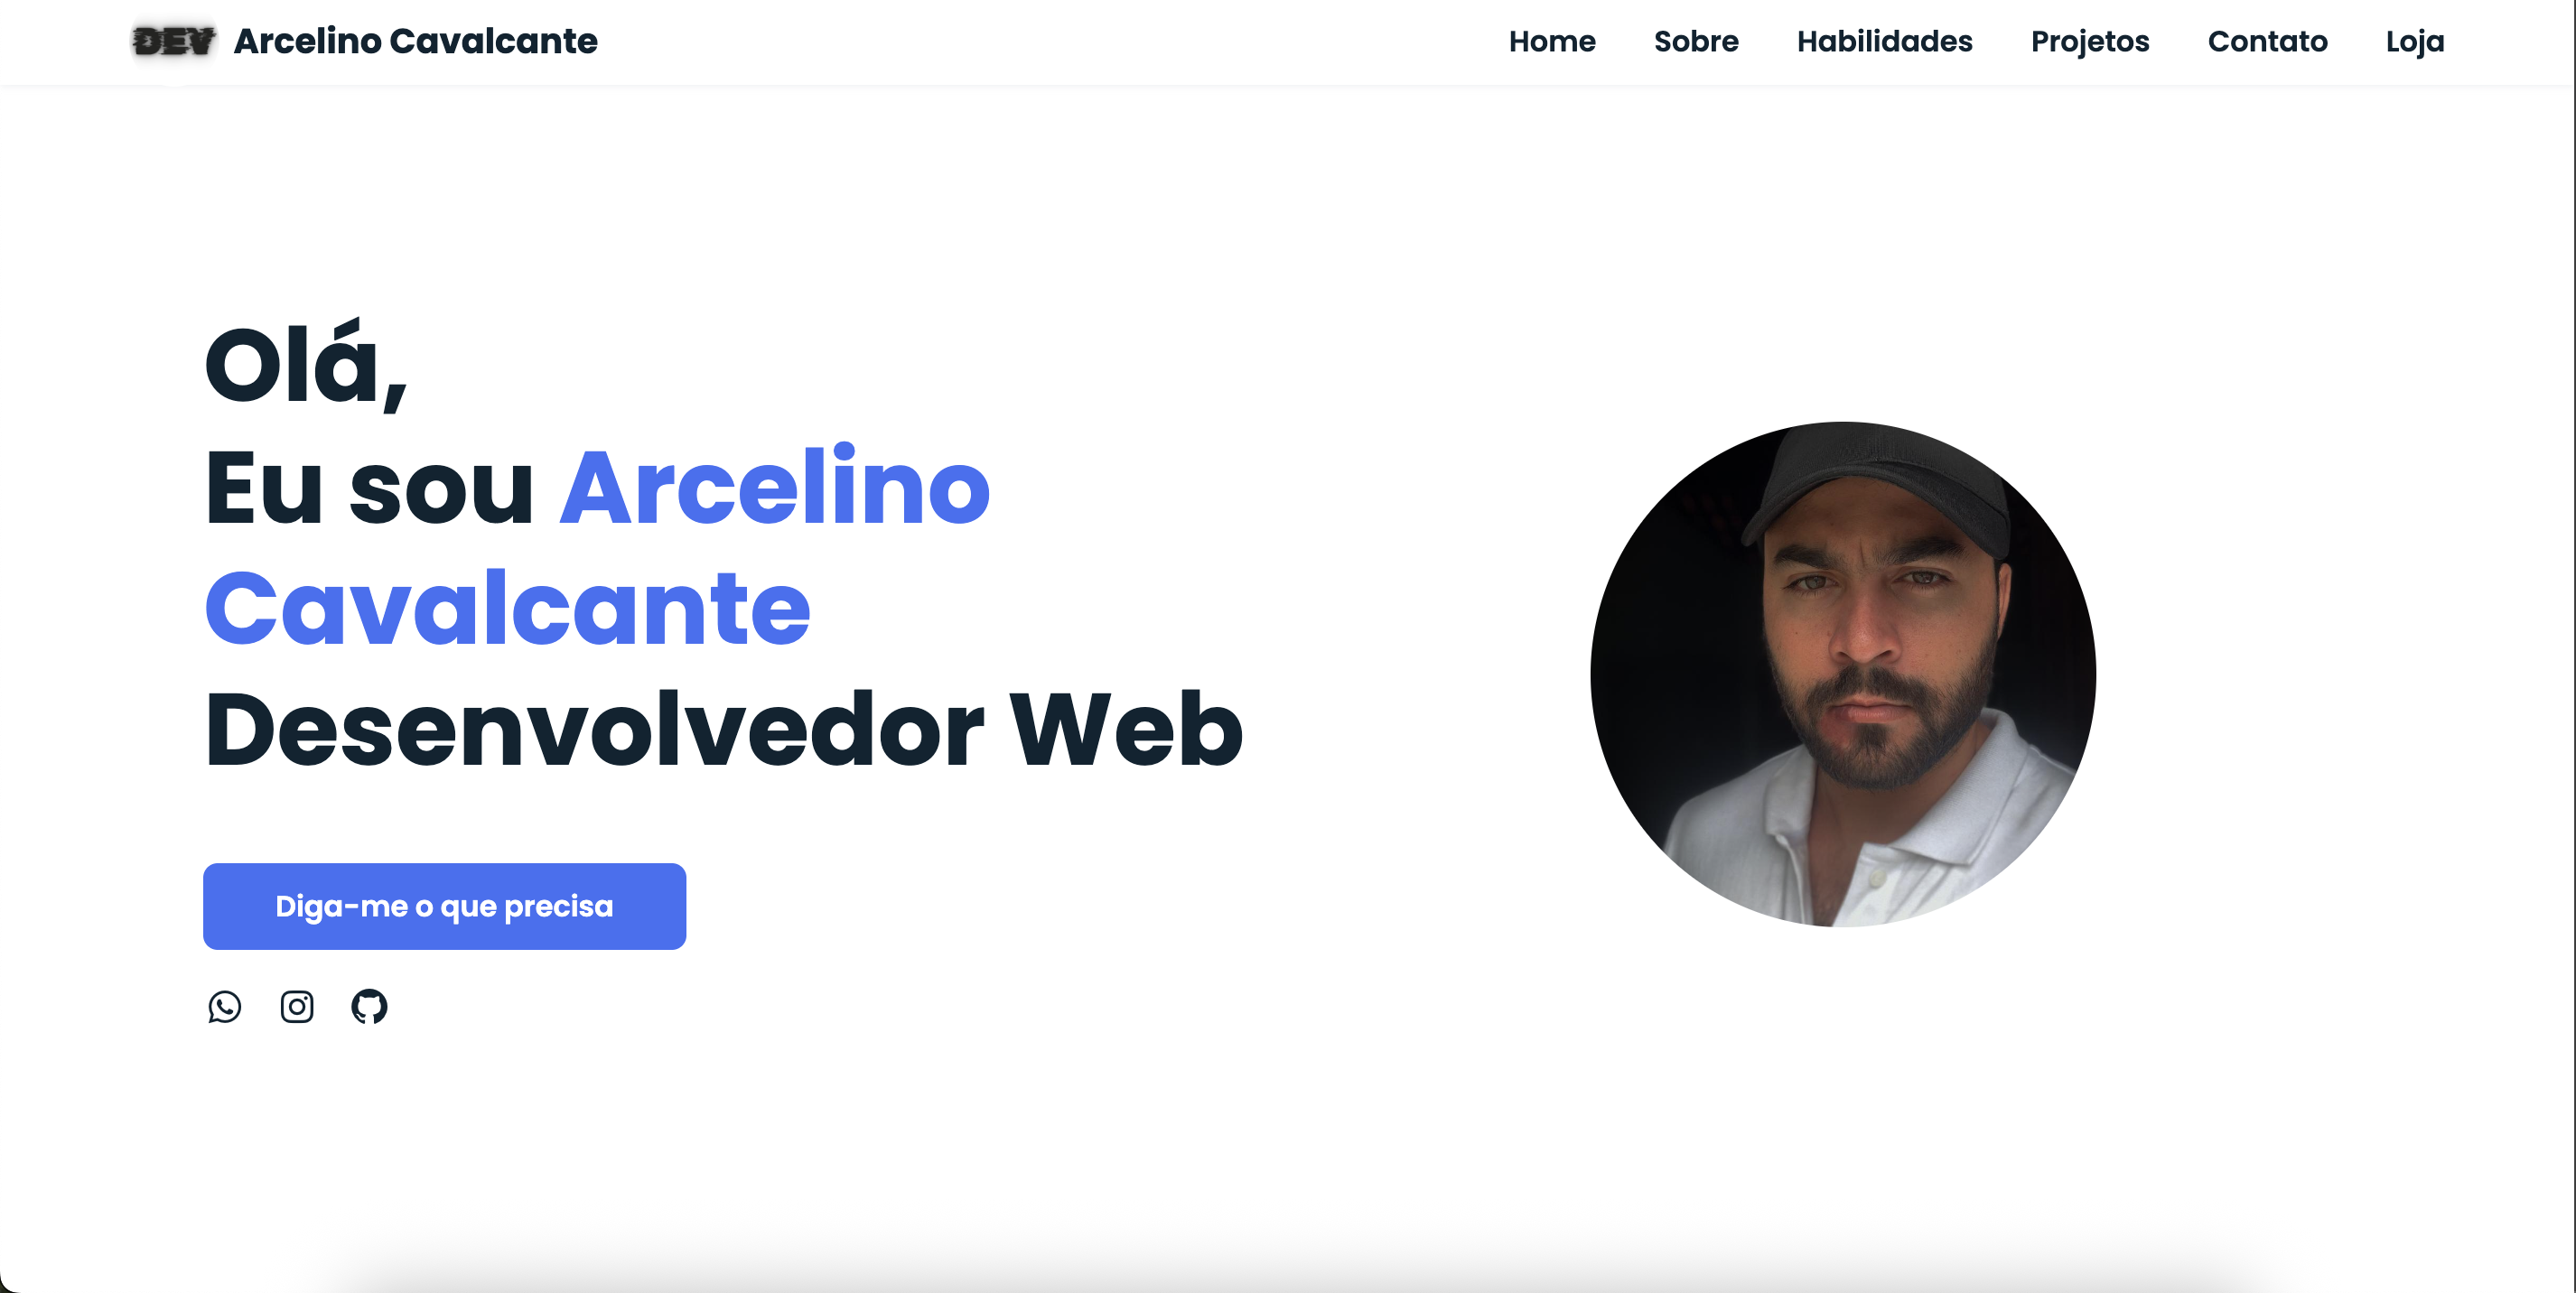 DEV Arcelino Cavalcante
Home Sobre Habilidades Projetos Contato Loja
Olá,
Eu sou Arcelino
Cavalcante
Desenvolvedor Web
Diga-me o que precisa